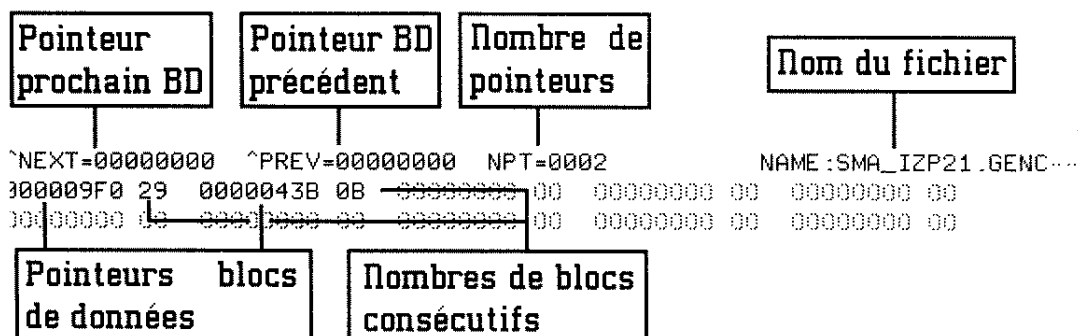 Pointeur
prochain BD
Pointeur BD
précédent
Nombre de
pointeurs
Nom du fichier
^NEXT=00000000 ^PREV=00000000 NPT=0002 NAME:SMA_IZP21.GENC
000009F0 29 0000043B 0B 00000000 00 00000000 00 00000000 00
00000000 00 00000000 00 00000000 00 00000000 00 00000000 00
Pointeurs blocs
de données
Nombres de blocs
consécutifs